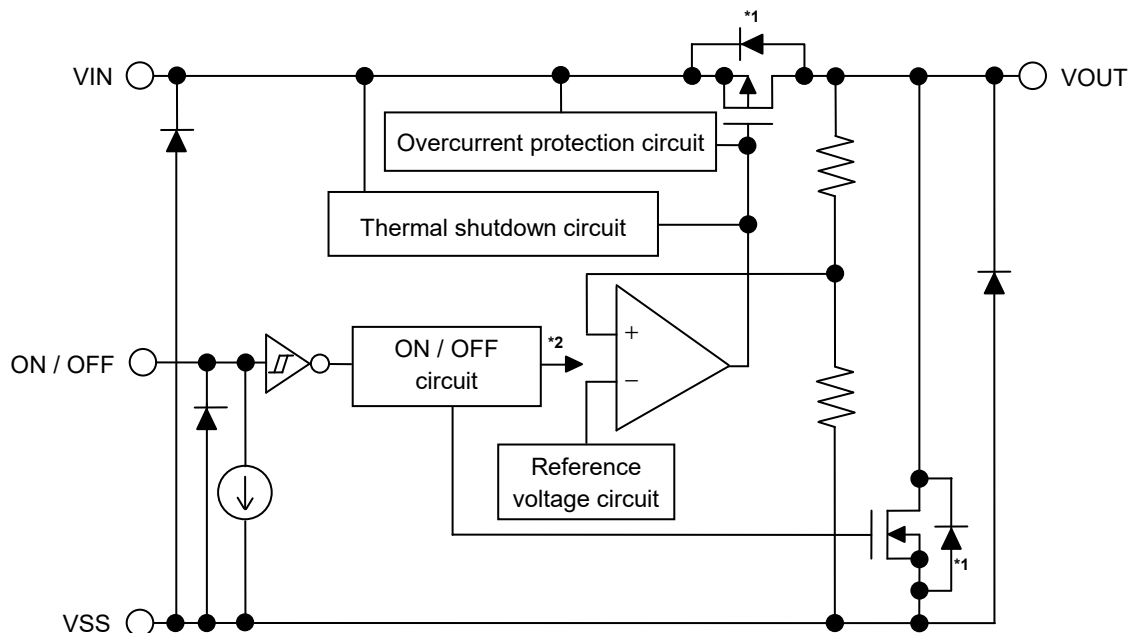 *1
VIN
VOUT
Overcurrent protection circuit
Thermal shutdown circuit
+
ON / OFF
ON / OFF
circuit
*2
−
Reference
voltage circuit
*1
VSS